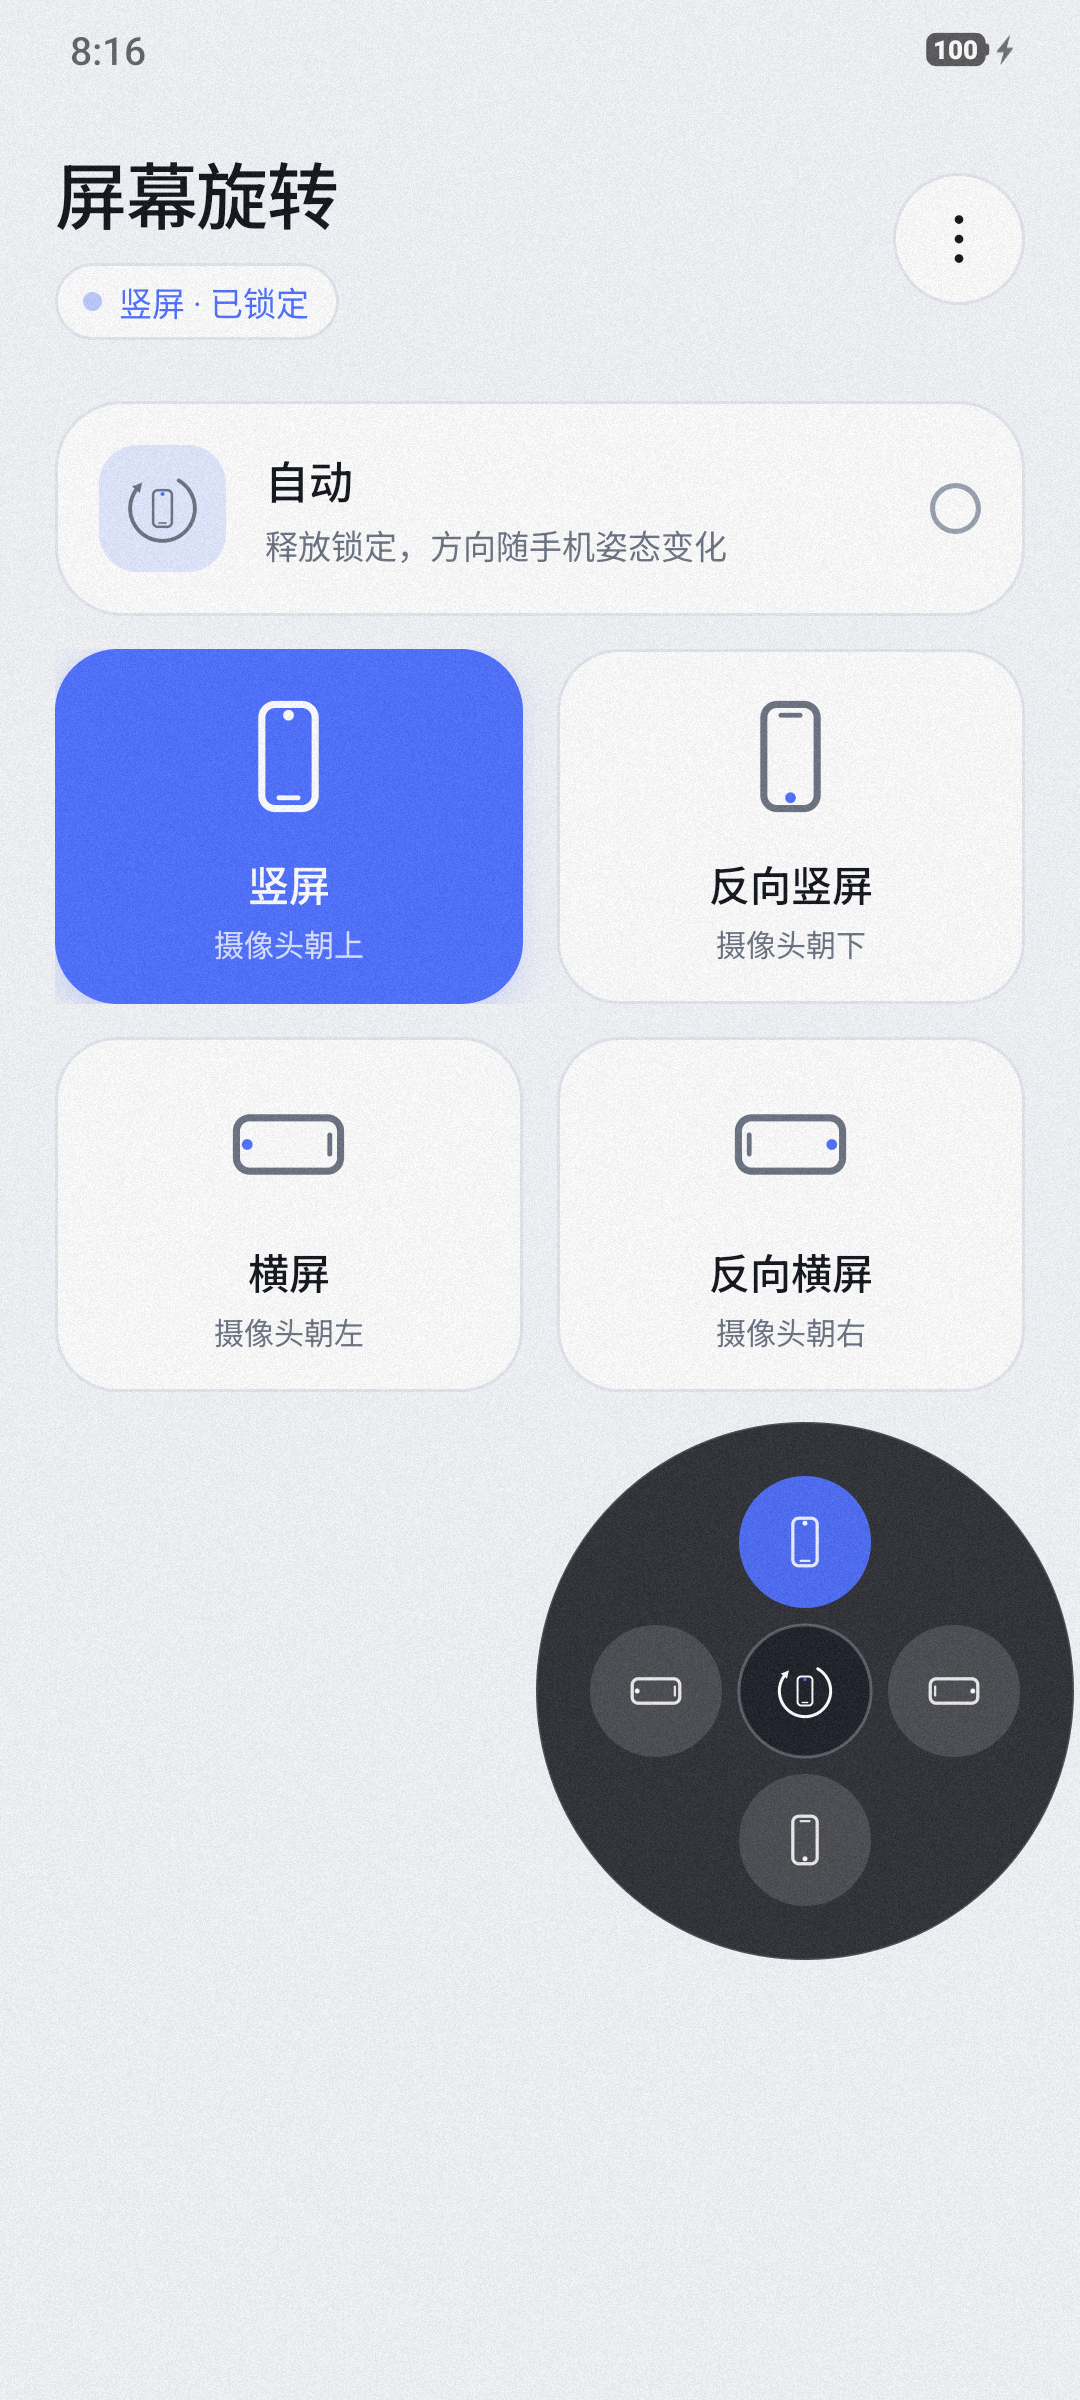 8:16
100
屏幕旋转
竖屏 · 已锁定
自动
释放锁定，方向随手机姿态变化
竖屏
摄像头朝上
反向竖屏
摄像头朝下
横屏
摄像头朝左
反向横屏
摄像头朝右